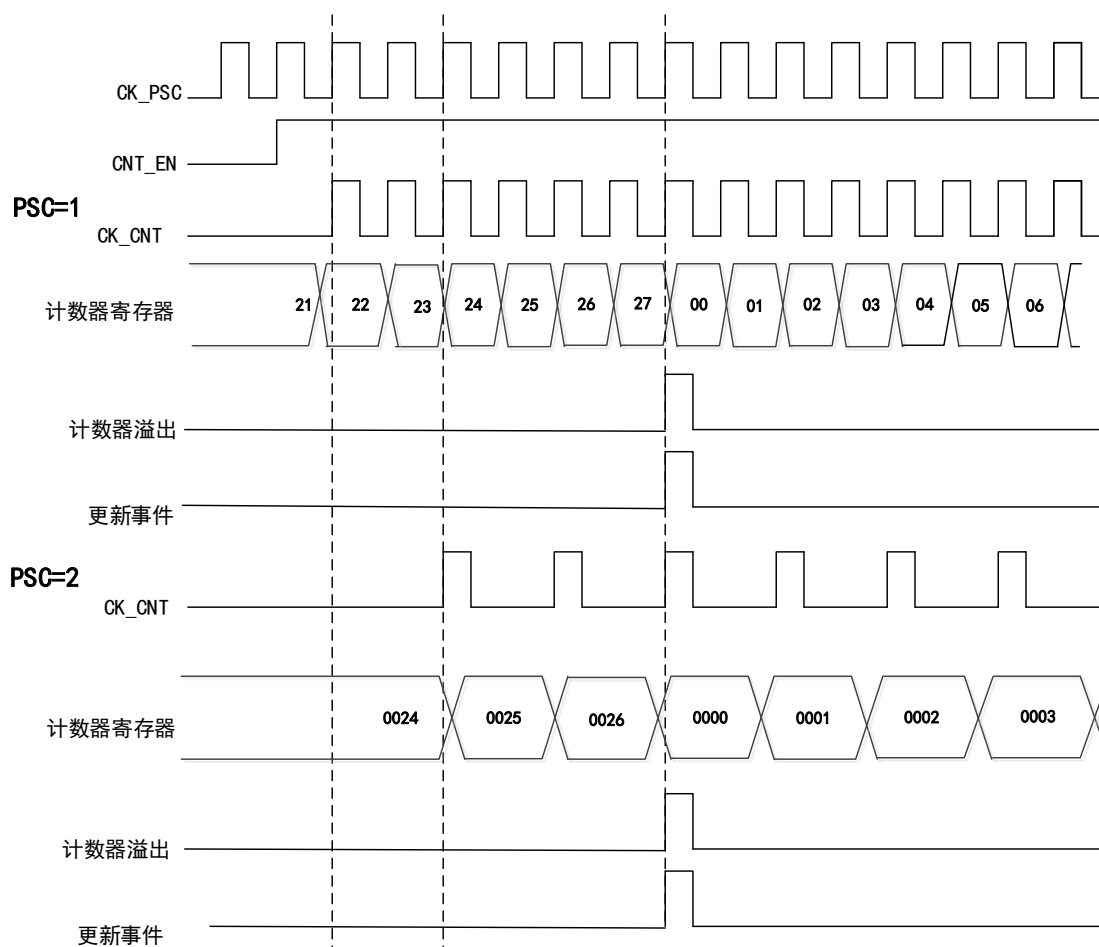 CK_PSC
CNT_EN
PSC=1
CK_CNT
计数器寄存器 21 22 23 24 25 26 27 00 01 02 03 04 05 06
计数器溢出
更新事件
PSC=2
CK_CNT
计数器寄存器 0024 0025 0026 0000 0001 0002 0003
计数器溢出
更新事件